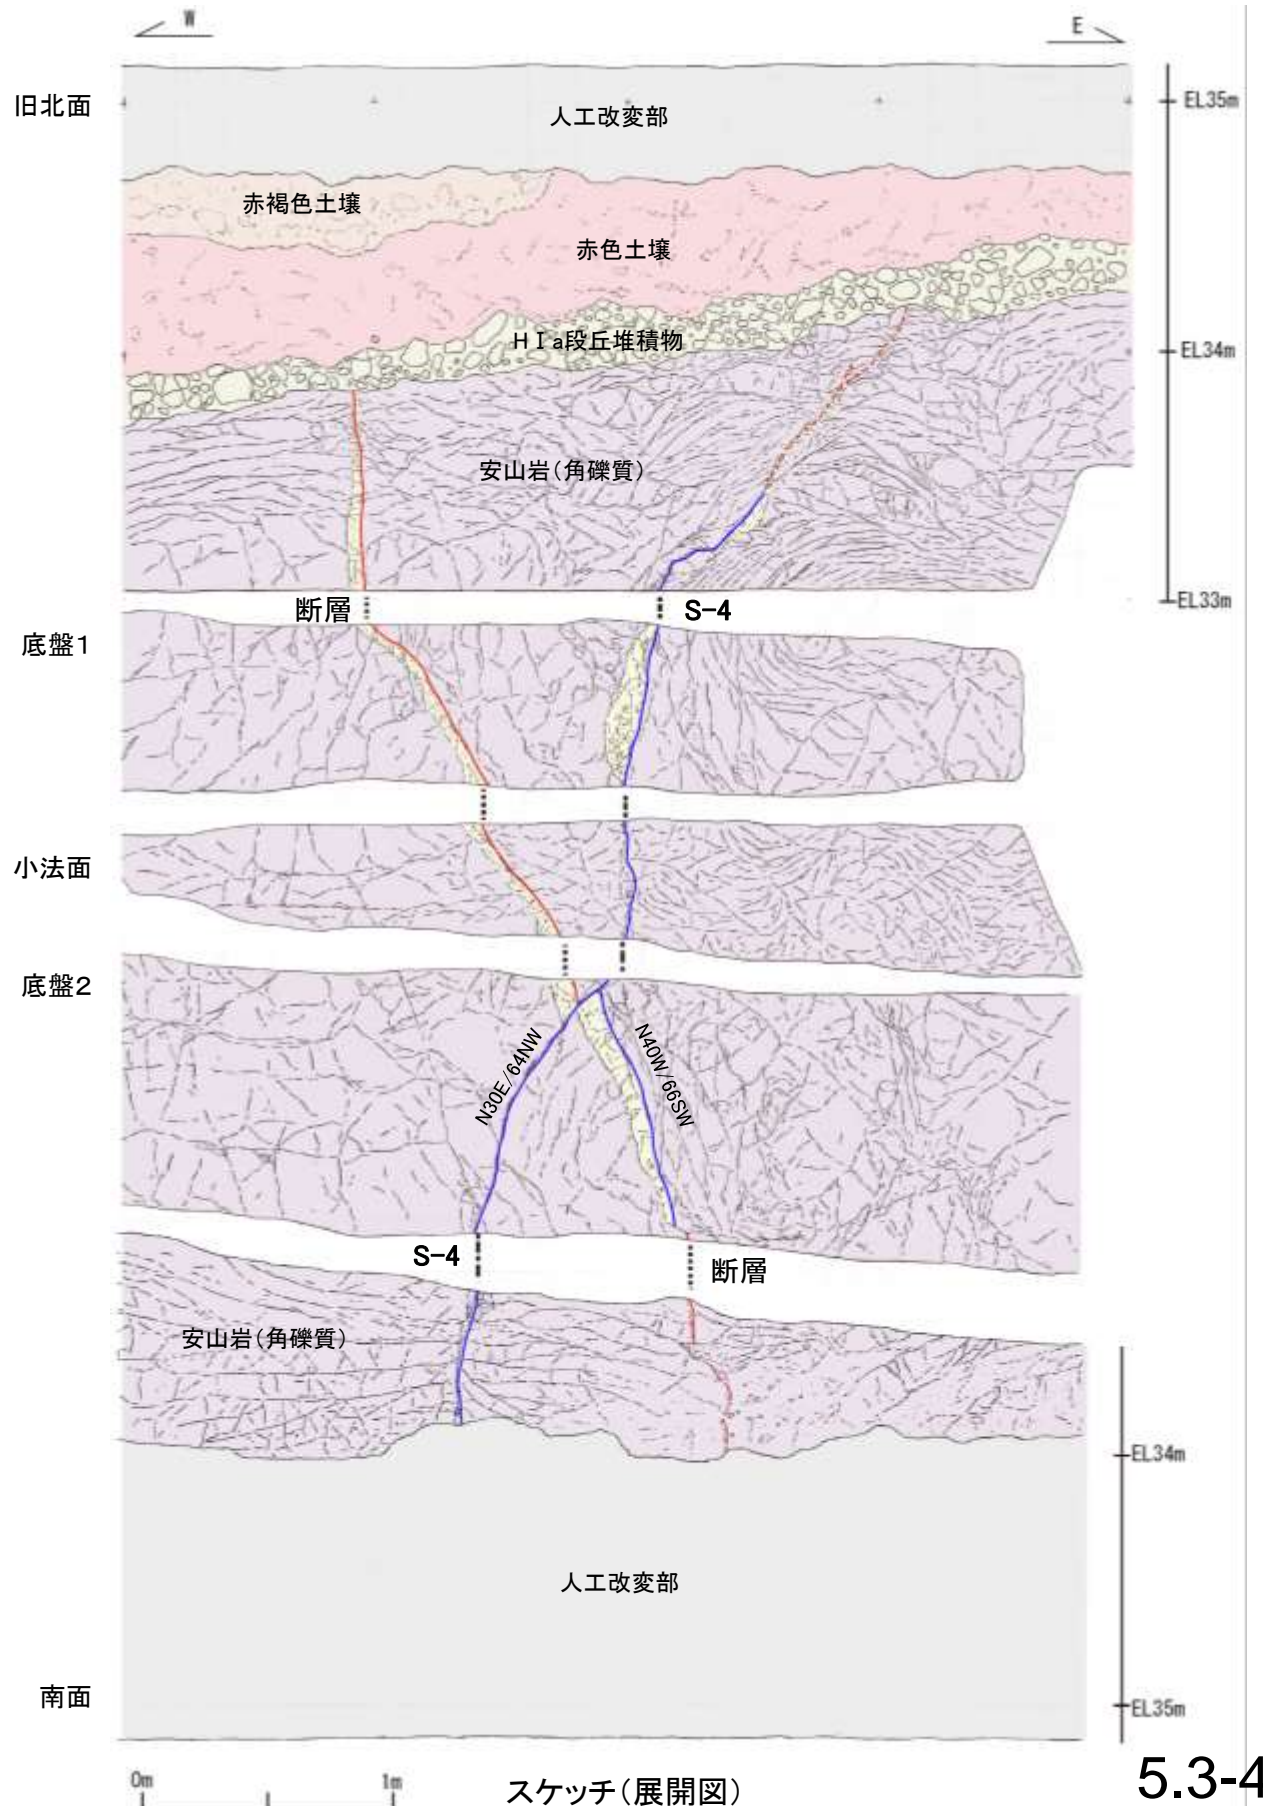 W
E
旧北面
EL35m
人工改変部
赤褐色土壌
赤色土壌
HⅠa段丘堆積物
EL34m
安山岩(角礫質)
EL33m
断層
S-4
底盤1
小法面
底盤2
N30E/64NW
N40W/66SW
S-4
断層
安山岩(角礫質)
EL34m
人工改変部
南面
EL35m
0m
1m
スケッチ(展開図)
5.3-4